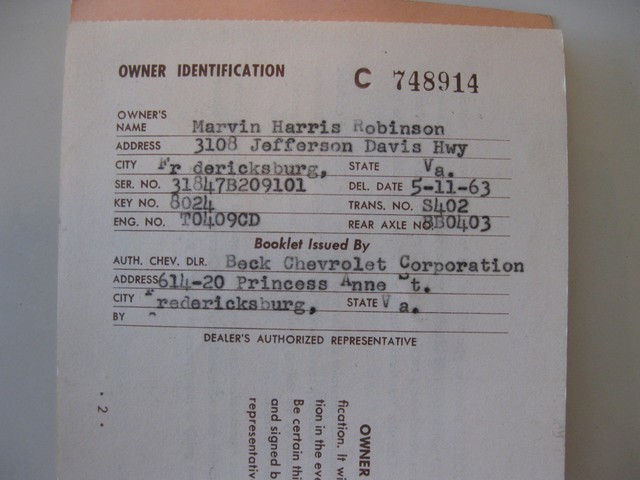 OWNER IDENTIFICATION C 748914
OWNER'S NAME Marvin Harris Robinson
ADDRESS 3108 Jefferson Davis Hwy
CITY Fr dericksburg, STATE Va.
SER. NO. 31847B209101 DEL. DATE 5-11-63
KEY NO. 8024 TRANS. NO. S402
ENG. NO. T0409CD REAR AXLE NO. BB0403
Booklet Issued By
AUTH. CHEV. DLR. Beck Chevrolet Corporation
ADDRESS 614-20 Princess Anne St.
CITY Fredericksburg, STATE Va.
BY
DEALER'S AUTHORIZED REPRESENTATIVE
• 2 •
OWNER
fication. It wi
tion in the eve
Be certain thi
and signed b
representativ